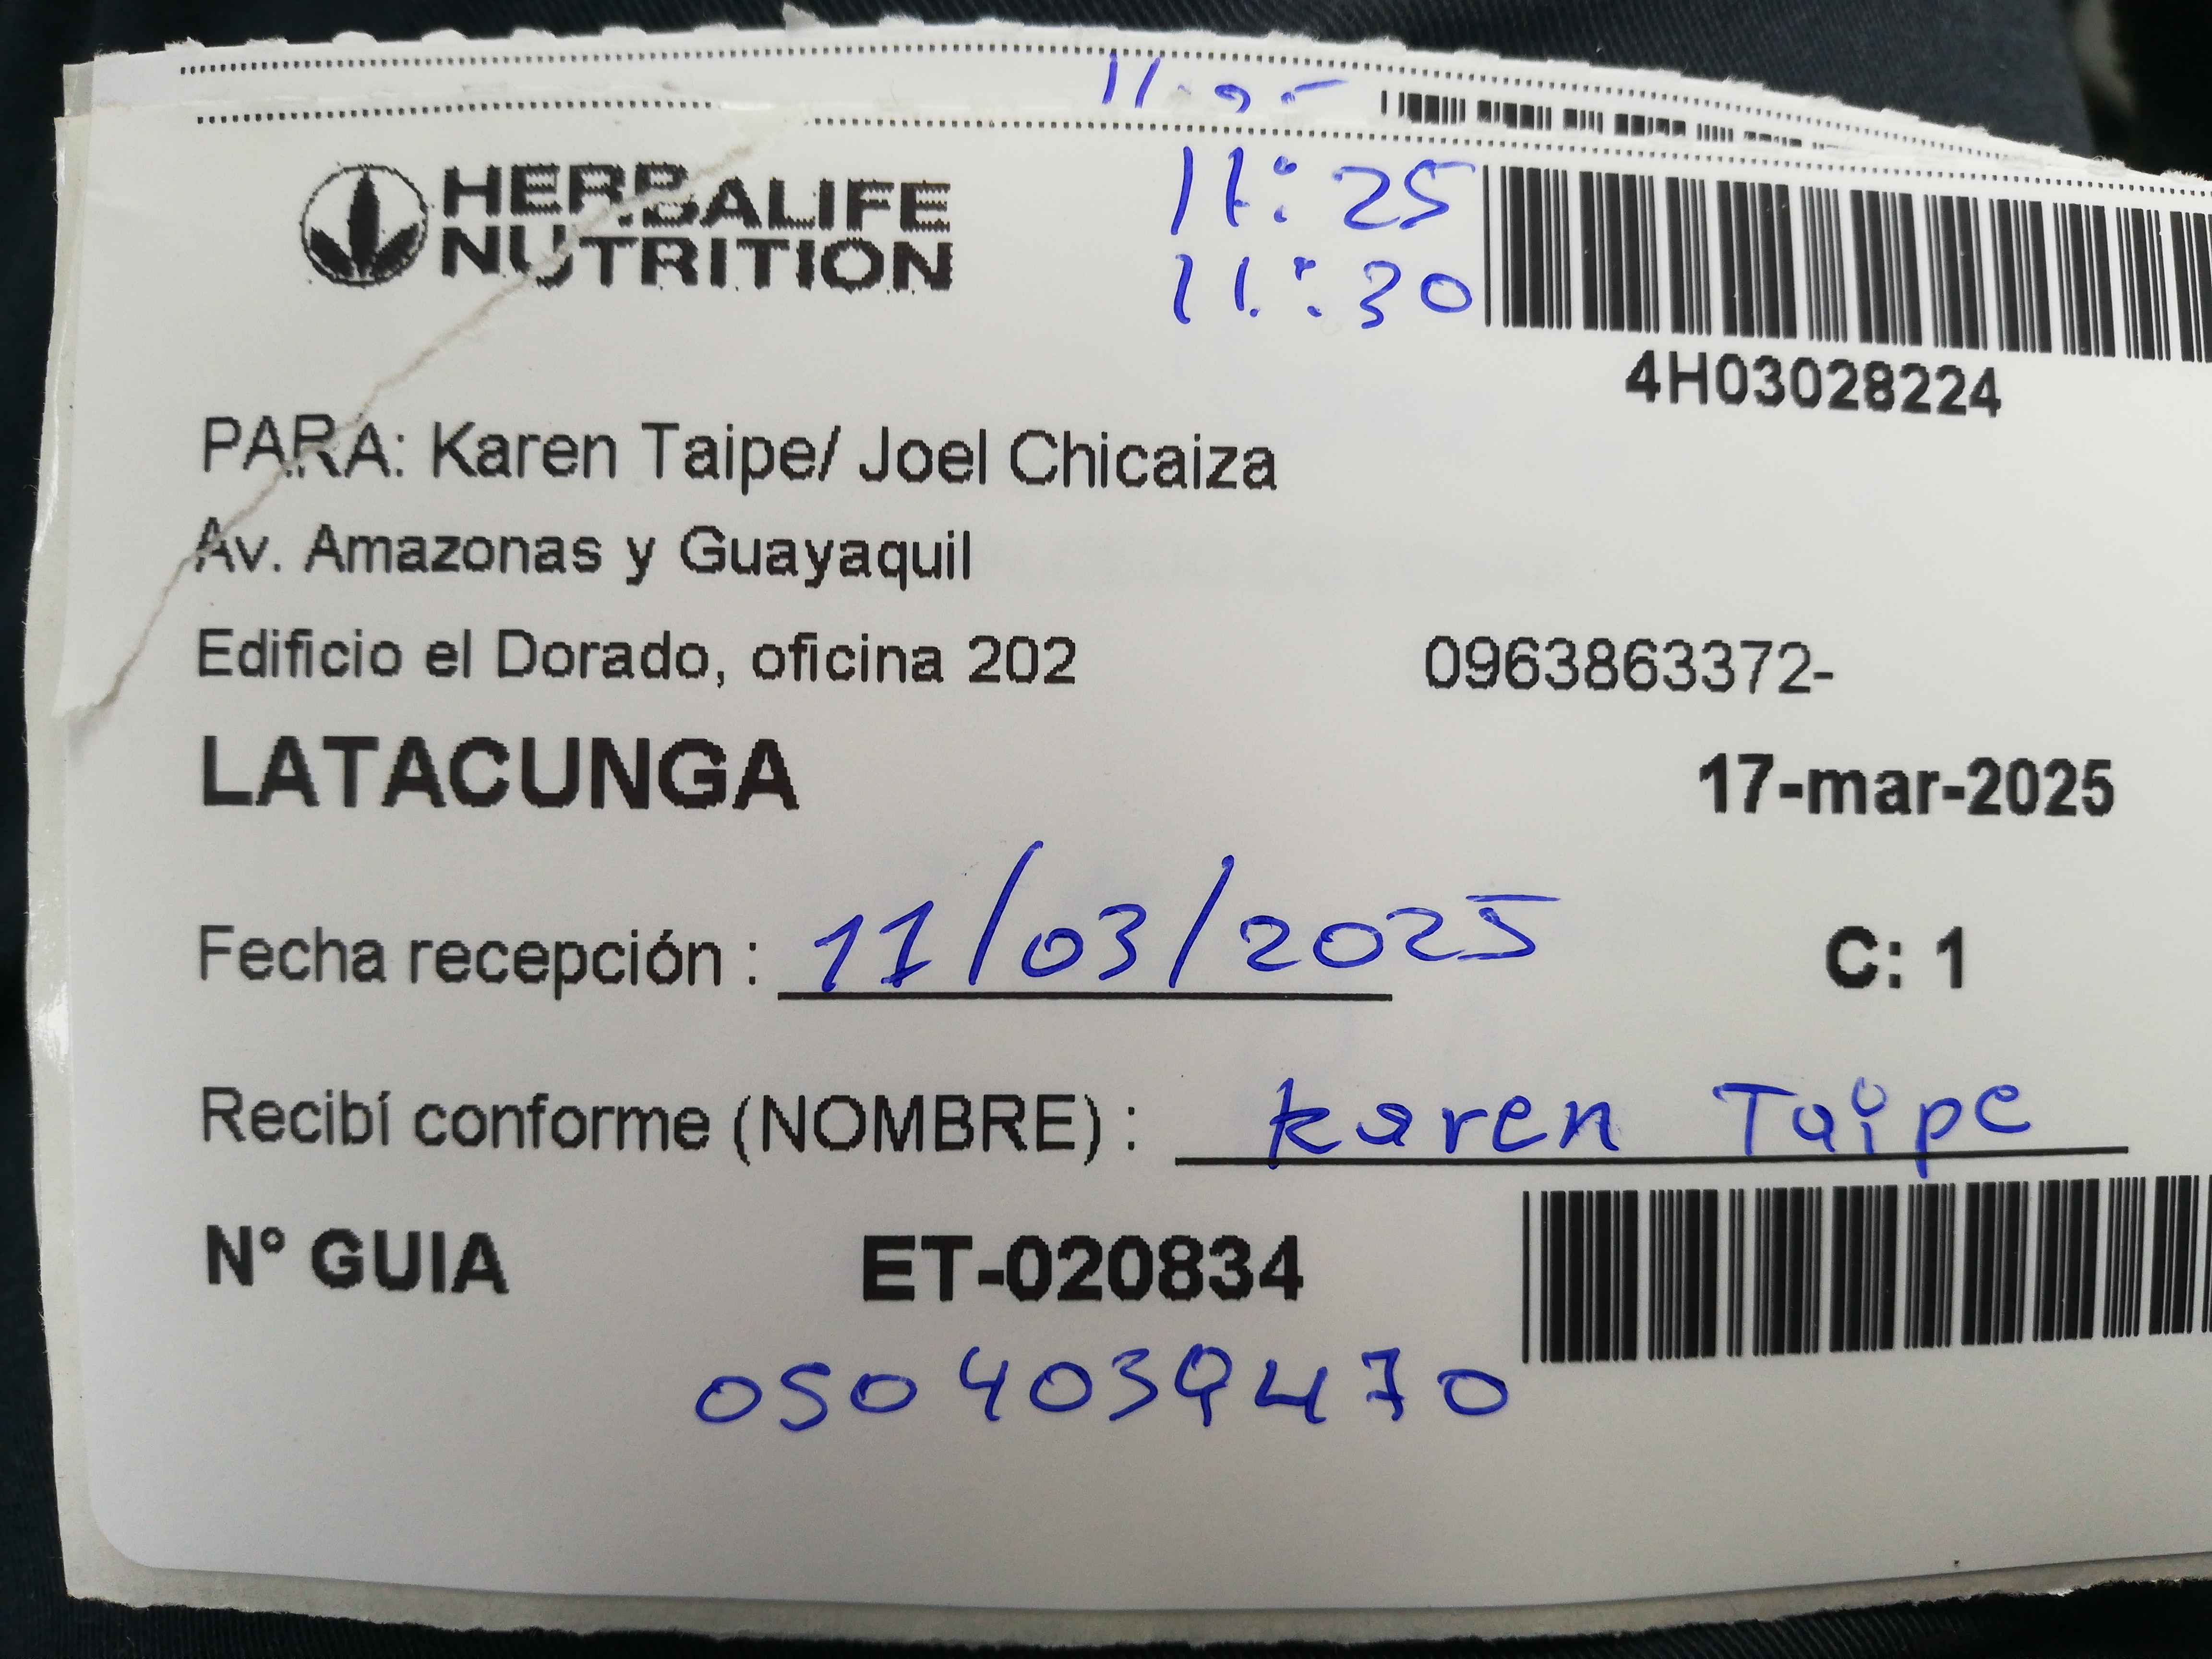 HERBALIFE
NUTRITION
11:25
11:30
4H03028224
PARA: Karen Taipe/ Joel Chicaiza
Av. Amazonas y Guayaquil
Edificio el Dorado, oficina 202 0963863372-
LATACUNGA 17-mar-2025
Fecha recepción : 17/03/2025 C: 1
Recibí conforme (NOMBRE) : Karen Taipe
N° GUIA ET-020834
0504039470